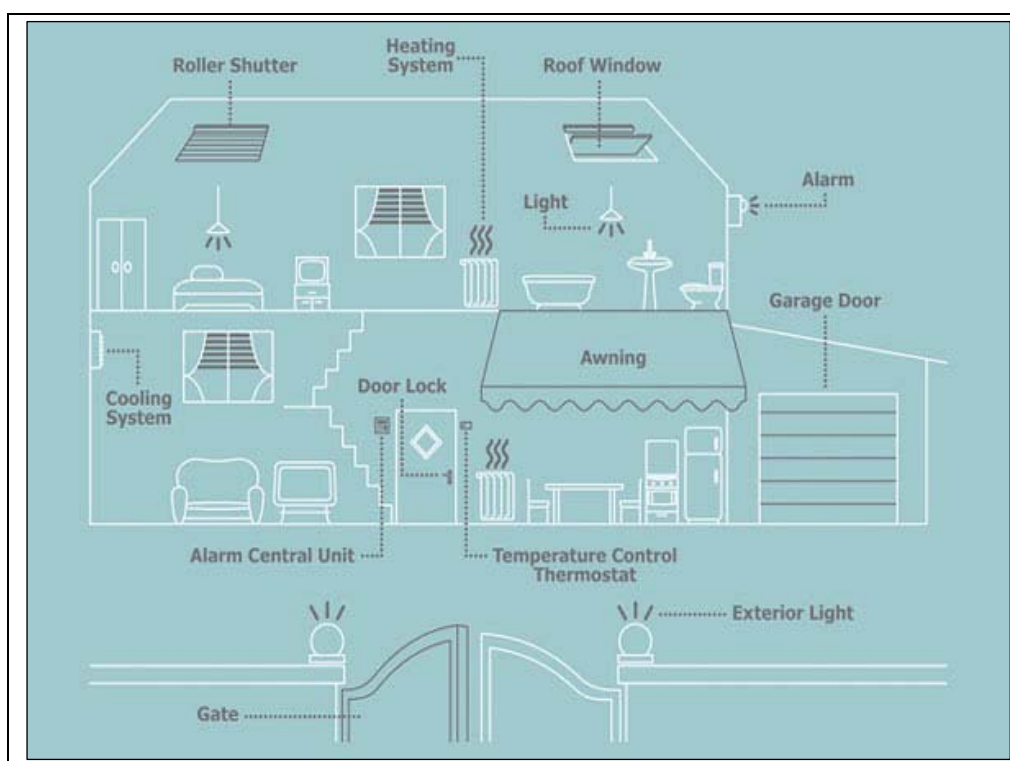 Heating
System
Roller Shutter
Roof Window
Alarm
Light
Garage Door
Awning
Door Lock
Cooling
System
Alarm Central Unit
Temperature Control
Thermostat
Exterior Light
Gate